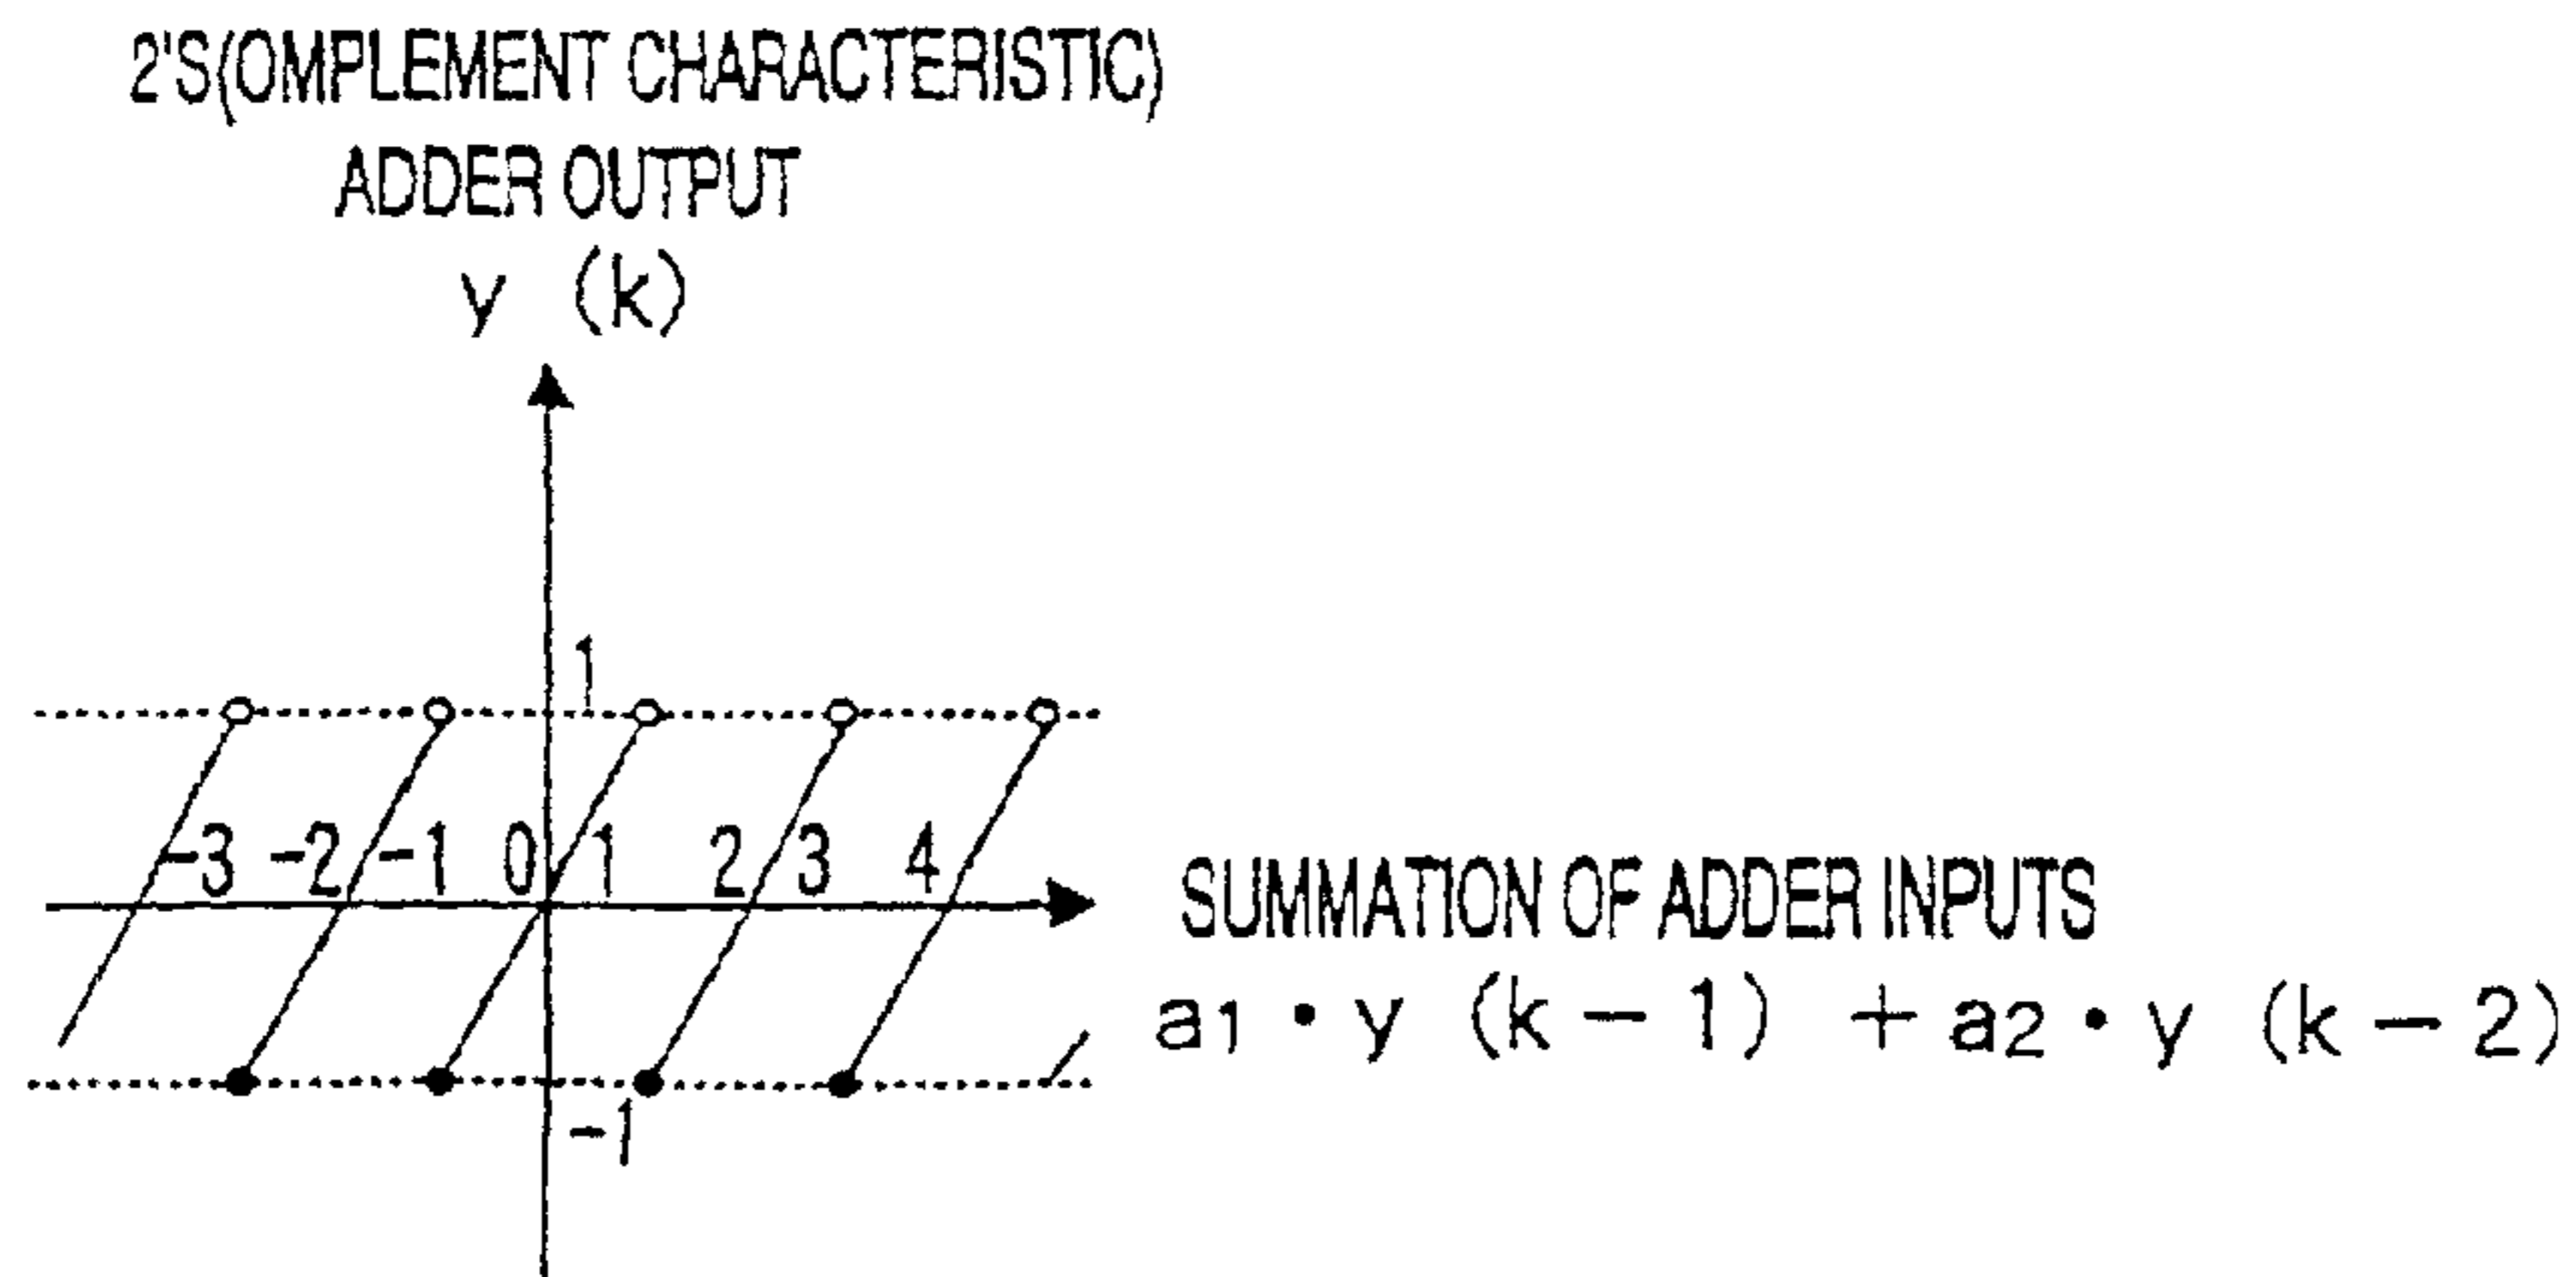 2'S(OMPLEMENT CHARACTERISTIC)
ADDER OUTPUT
y (k)
1
-3 -2 -1 0 1 2 3 4
SUMMATION OF ADDER INPUTS
a1・y (k-1) +a2・y (k-2)
-1